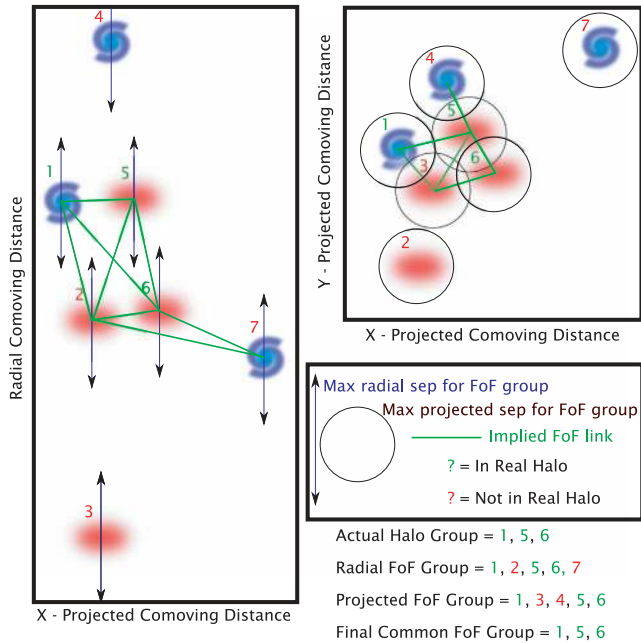 4
1
5
2
6
7
3
Radial Comoving Distance
X - Projected Comoving Distance
7
4
5
1
6
3
2
Y - Projected Comoving Distance
X - Projected Comoving Distance
Max radial sep for FoF group
Max projected sep for FoF group
Implied FoF link
? = In Real Halo
? = Not in Real Halo
Actual Halo Group = 1, 5, 6
Radial FoF Group = 1, 2, 5, 6, 7
Projected FoF Group = 1, 3, 4, 5, 6
Final Common FoF Group = 1, 5, 6